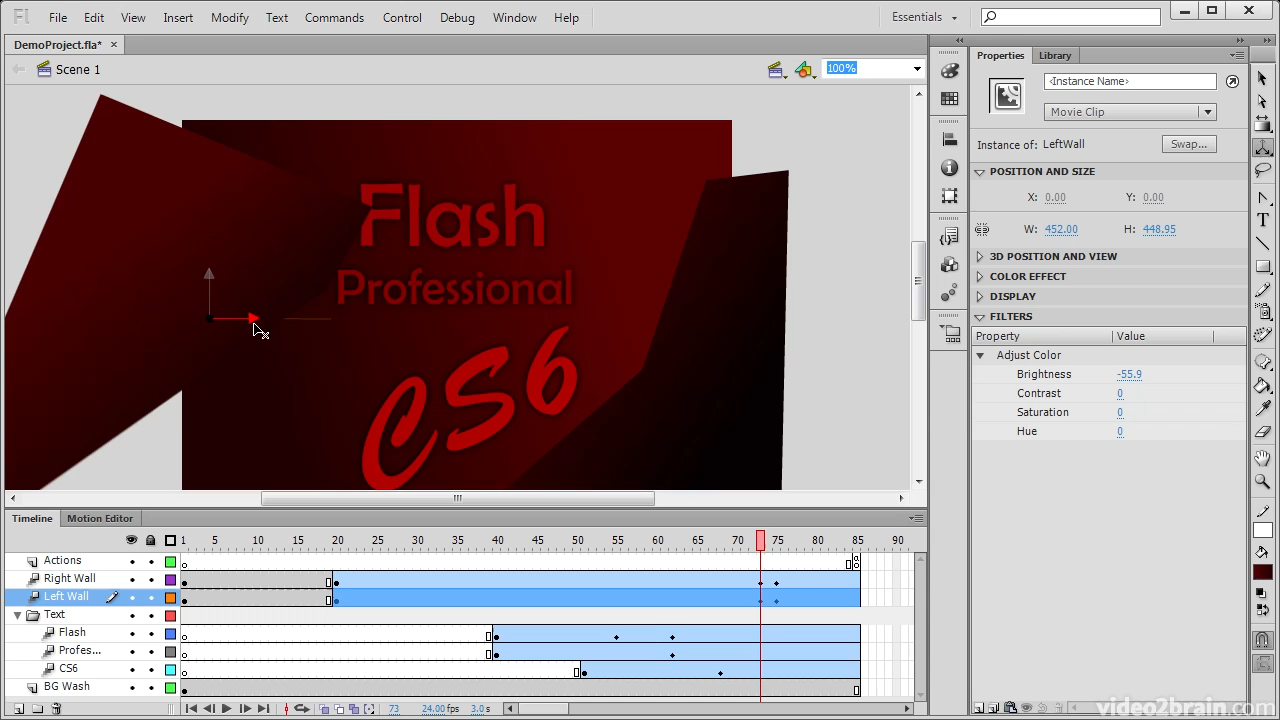 Fl File Edit View Insert Modify Text Commands Control Debug Window Help Essentials
DemoProject.fla*
Scene 1
100%
Flash
Professional
CS6
Properties Library
<Instance Name>
Movie Clip
Instance of: LeftWall Swap...
POSITION AND SIZE
X: 0.00 Y: 0.00
W: 452.00 H: 448.95
3D POSITION AND VIEW
COLOR EFFECT
DISPLAY
FILTERS
Property Value
Adjust Color
Brightness -55.9
Contrast 0
Saturation 0
Hue 0
Timeline Motion Editor
1 5 10 15 20 25 30 35 40 45 50 55 60 65 70 75 80 85 90
Actions
Right Wall
Left Wall
Text
Flash
Profes...
CS6
BG Wash
73 24.00 fps 3.0 s
video2brain.com